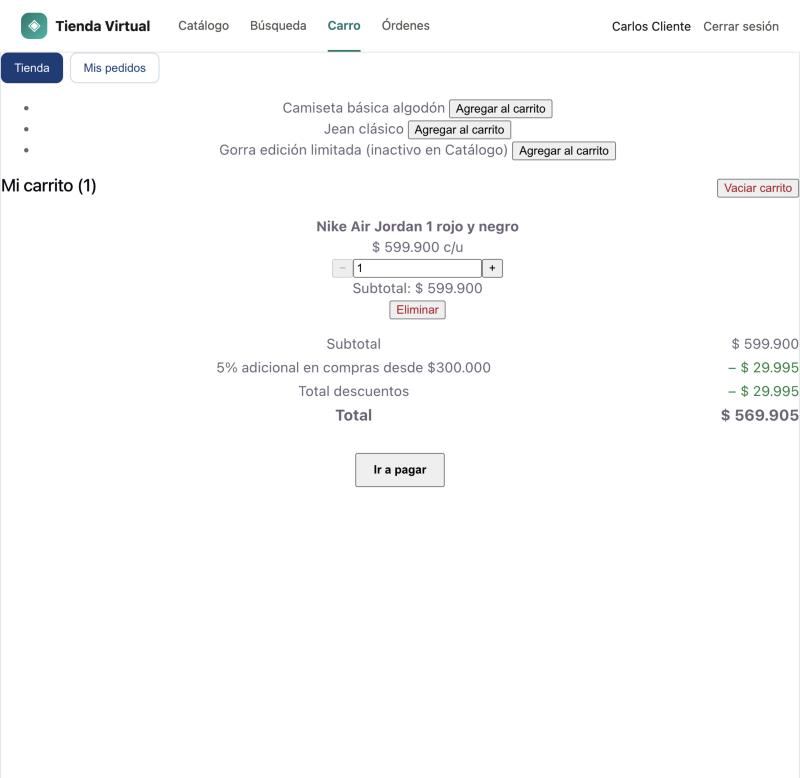 Tienda Virtual Catálogo Búsqueda Carro Órdenes Carlos Cliente Cerrar sesión
Tienda Mis pedidos
• Camiseta básica algodón Agregar al carrito
• Jean clásico Agregar al carrito
• Gorra edición limitada (inactivo en Catálogo) Agregar al carrito
Mi carrito (1) Vaciar carrito
Nike Air Jordan 1 rojo y negro
$ 599.900 c/u
− 1 +
Subtotal: $ 599.900
Eliminar
Subtotal $ 599.900
5% adicional en compras desde $300.000 − $ 29.995
Total descuentos − $ 29.995
Total $ 569.905
Ir a pagar